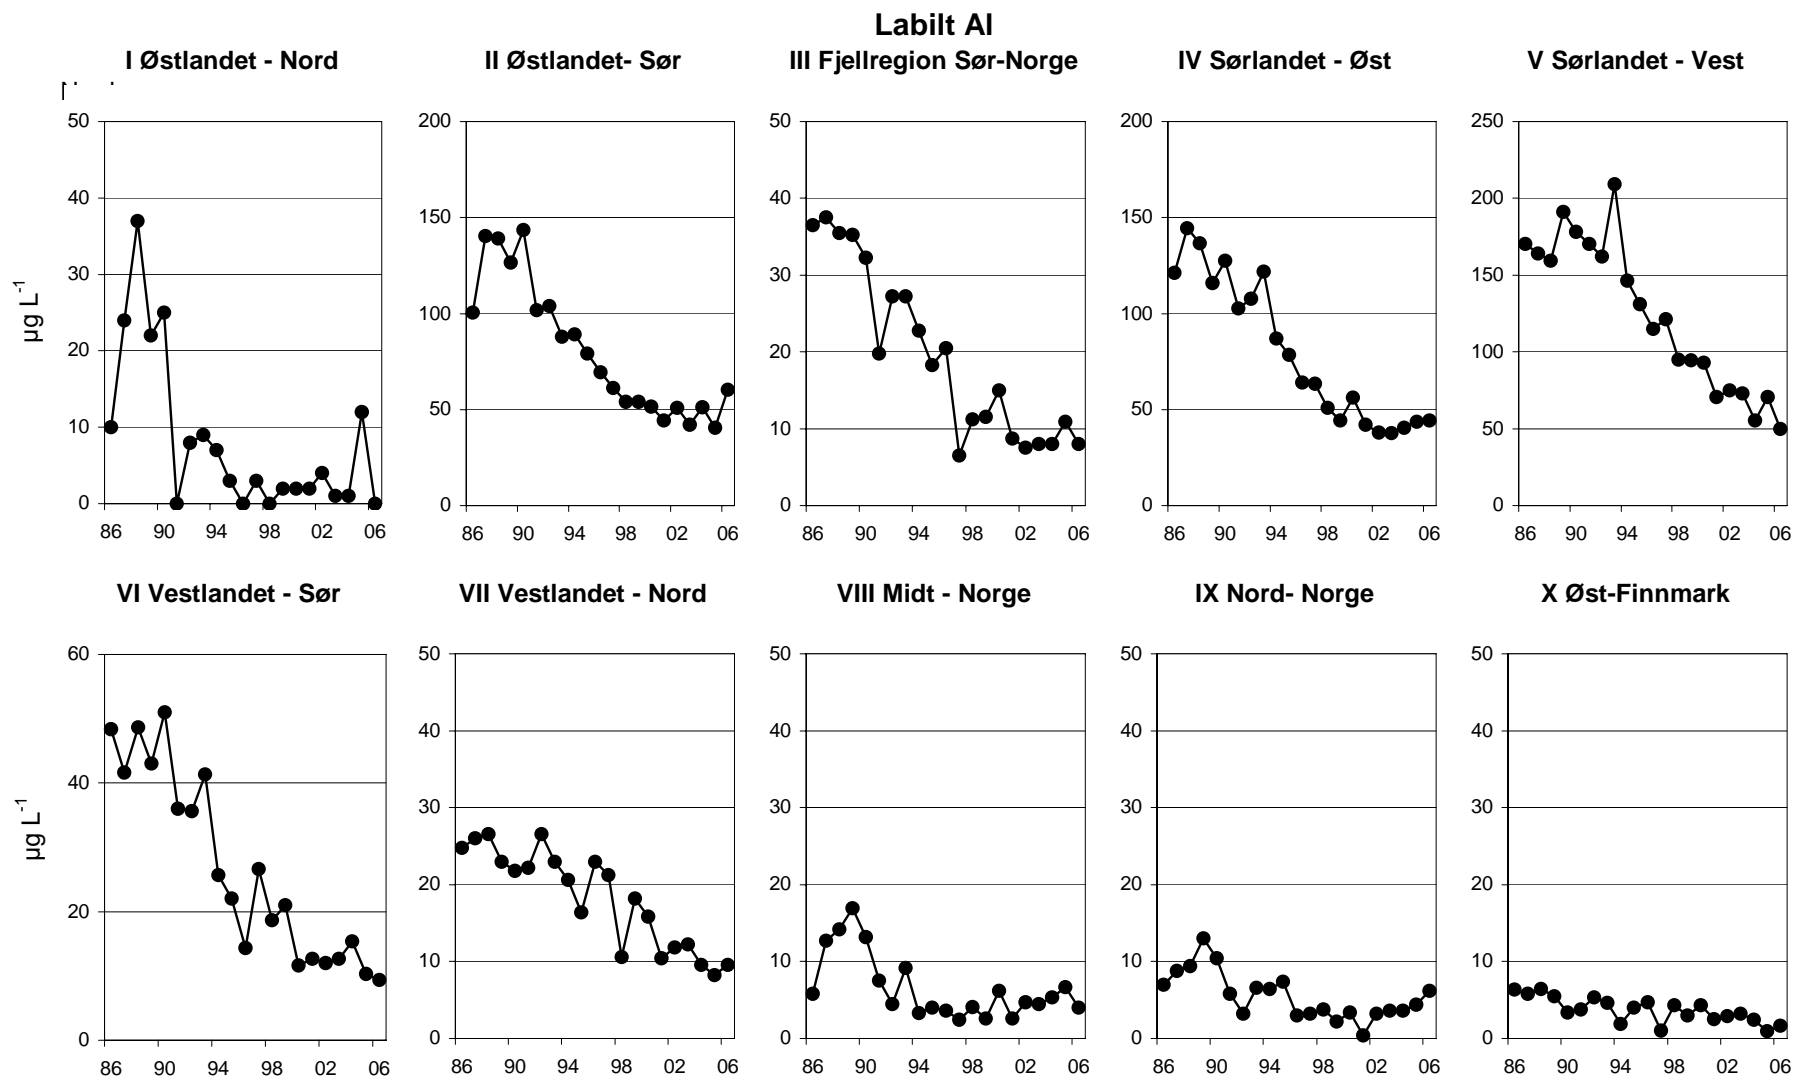 Labilt Al
I Østlandet - Nord
II Østlandet- Sør
III Fjellregion Sør-Norge
IV Sørlandet - Øst
V Sørlandet - Vest
50
40
30
20
10
0
µg L-1
86 90 94 98 02 06
200
150
100
50
0
86 90 94 98 02 06
50
40
30
20
10
0
86 90 94 98 02 06
200
150
100
50
0
86 90 94 98 02 06
250
200
150
100
50
0
86 90 94 98 02 06
VI Vestlandet - Sør
VII Vestlandet - Nord
VIII Midt - Norge
IX Nord- Norge
X Øst-Finnmark
60
40
20
0
µg L-1
86 90 94 98 02 06
50
40
30
20
10
0
86 90 94 98 02 06
50
40
30
20
10
0
86 90 94 98 02 06
50
40
30
20
10
0
86 90 94 98 02 06
50
40
30
20
10
0
86 90 94 98 02 06